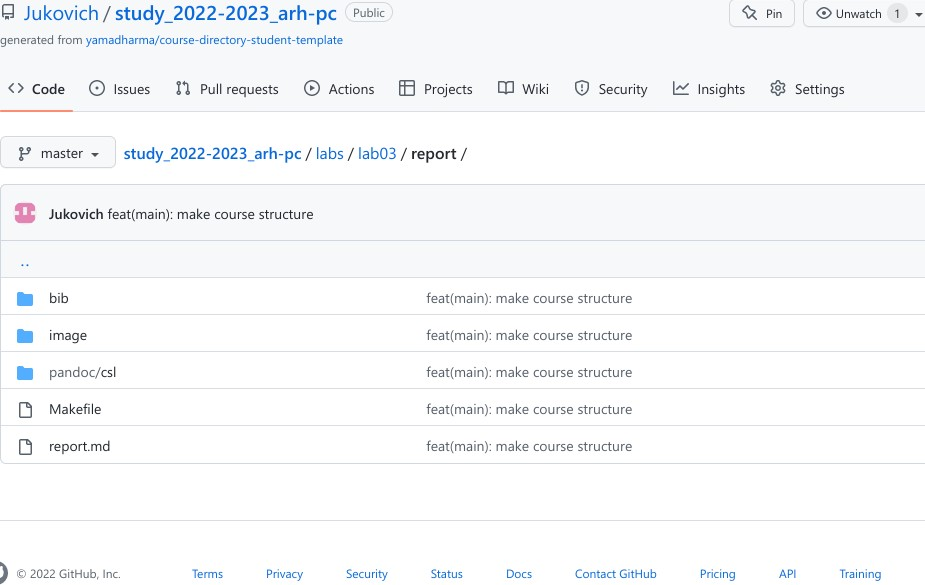 Jukovich / study_2022-2023_arh-pc Public Pin Unwatch 1
generated from yamadharma/course-directory-student-template
Code Issues Pull requests Actions Projects Wiki Security Insights Settings
master study_2022-2023_arh-pc / labs / lab03 / report /
Jukovich feat(main): make course structure
..
bib feat(main): make course structure
image feat(main): make course structure
pandoc/csl feat(main): make course structure
Makefile feat(main): make course structure
report.md feat(main): make course structure
© 2022 GitHub, Inc. Terms Privacy Security Status Docs Contact GitHub Pricing API Training